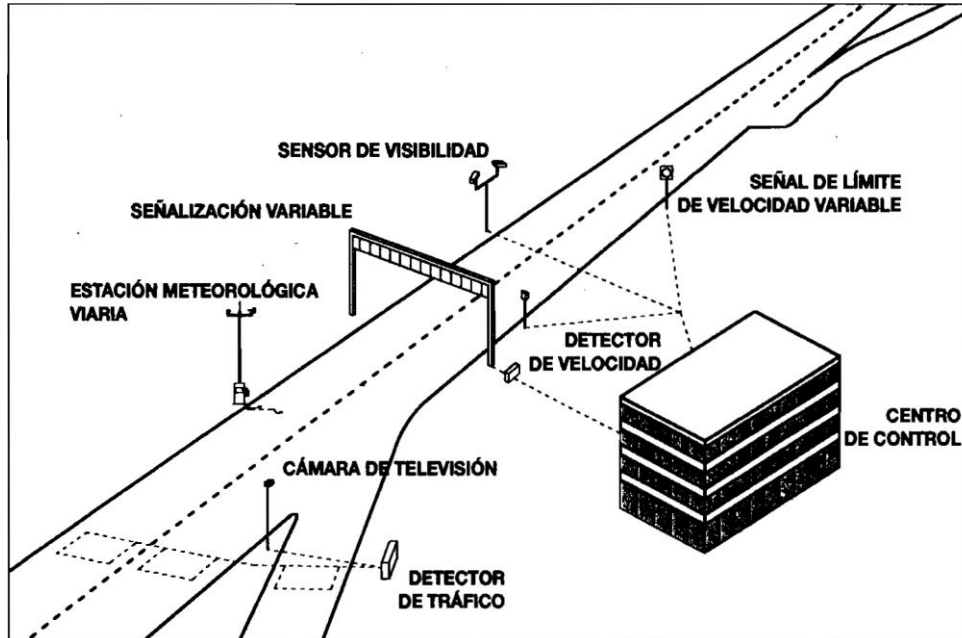 SENSOR DE VISIBILIDAD
SEÑAL DE LÍMITE
DE VELOCIDAD VARIABLE
SEÑALIZACIÓN VARIABLE
ESTACIÓN METEOROLÓGICA
VIARIA
DETECTOR
DE VELOCIDAD
CENTRO
DE CONTROL
CÁMARA DE TELEVISIÓN
DETECTOR
DE TRÁFICO